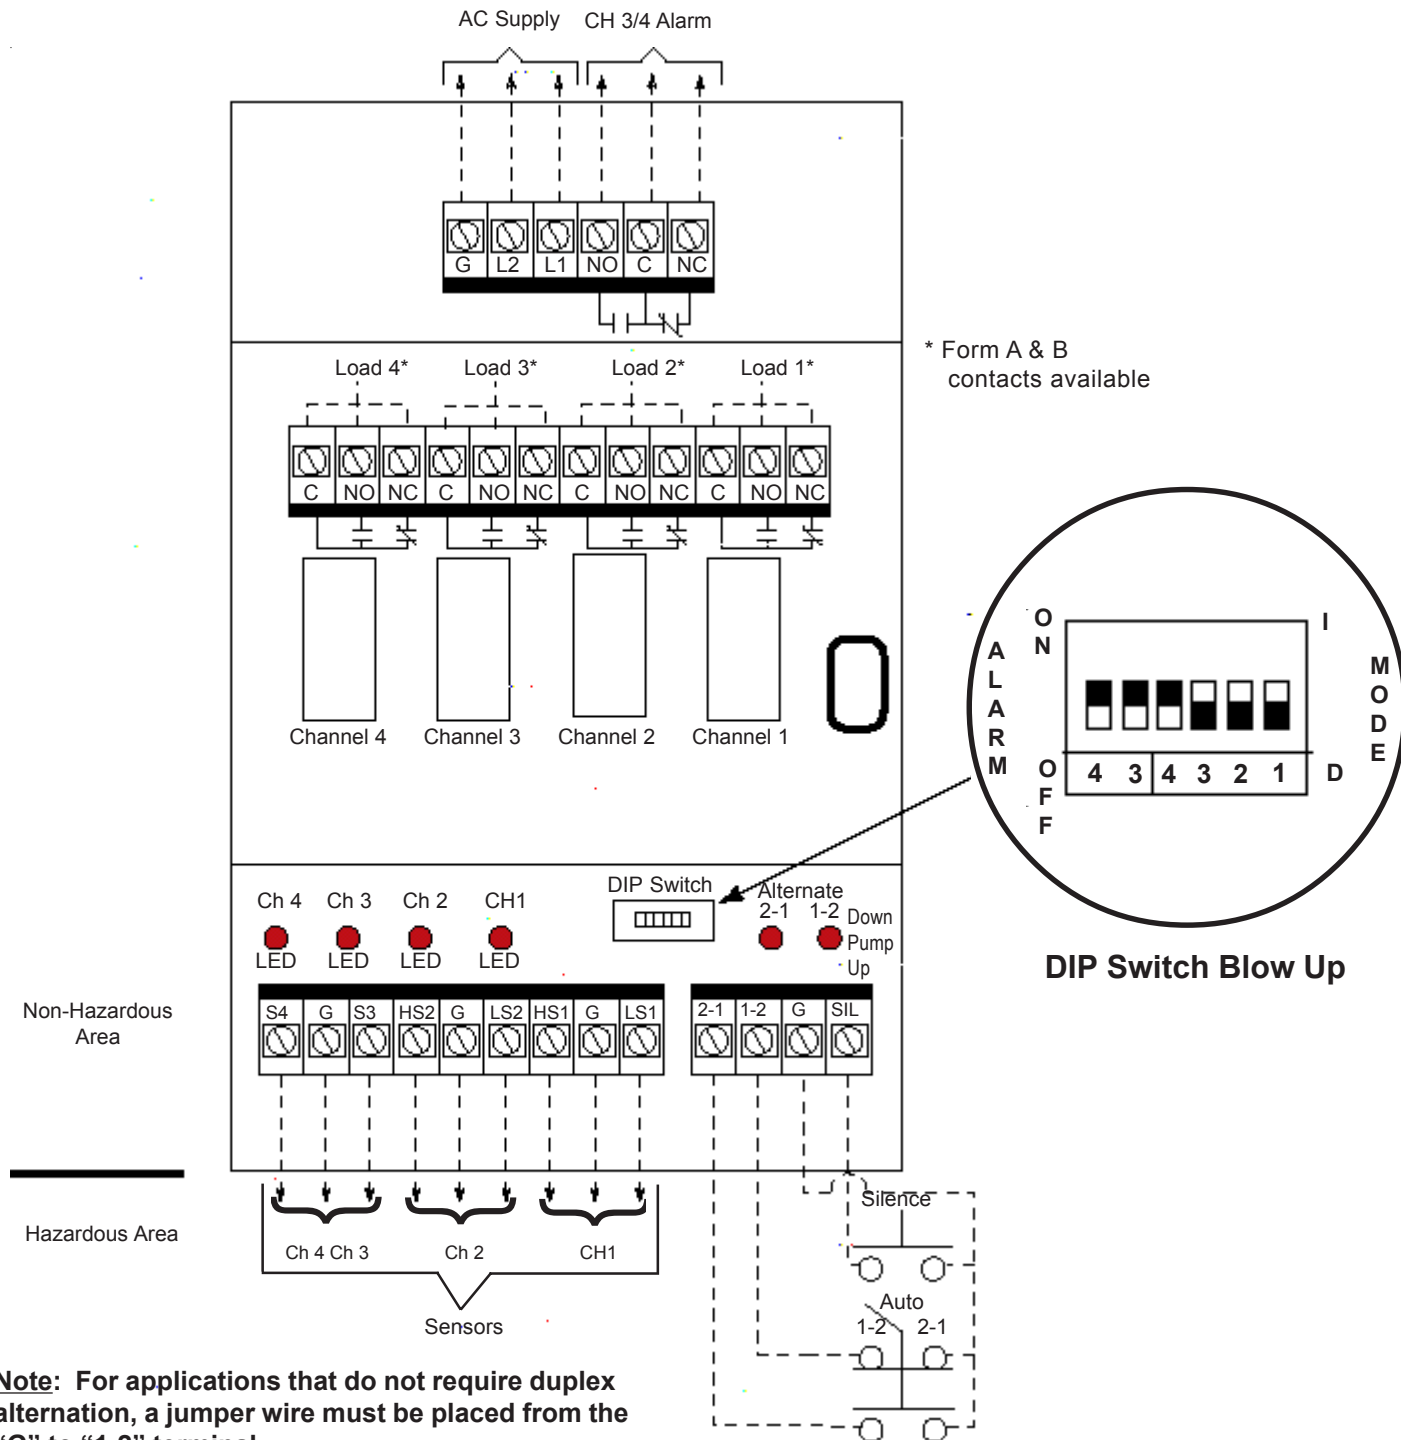 AC Supply CH 3/4 Alarm
G L2 L1 NO C NC
* Form A & B
contacts available
Load 4* Load 3* Load 2* Load 1*
C NO NC C NO NC C NO NC C NO NC
Channel 4 Channel 3 Channel 2 Channel 1
ALARM
ON
OFF
I
D
MODE
4 3 4 3 2 1
DIP Switch Blow Up
Ch 4 Ch 3 Ch 2 CH1
LED LED LED LED
DIP Switch
Alternate
2-1 1-2
Down
Pump
Up
S4 G S3 HS2 G LS2 HS1 G LS1
2-1 1-2 G SIL
Non-Hazardous
Area
Hazardous Area
Ch 4 Ch 3 Ch 2 CH1
Sensors
Silence
Auto
1-2 2-1
Note: For applications that do not require duplex
alternation, a jumper wire must be placed from the
to terminal